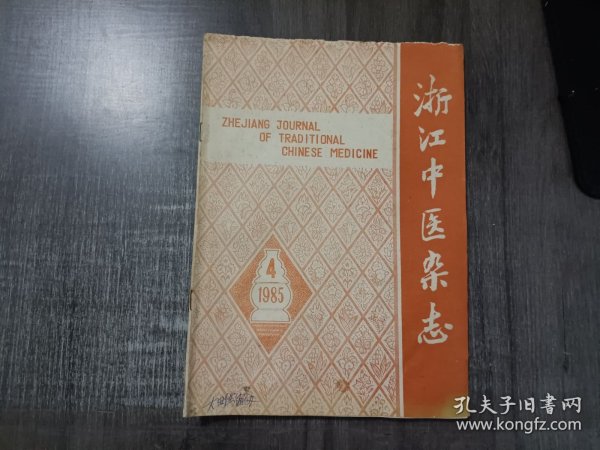 浙江中医杂志
ZHEJIANG JOURNAL
OF TRADITIONAL
CHINESE MEDICINE
4
1985
孔夫子旧书网
www.kongfz.com